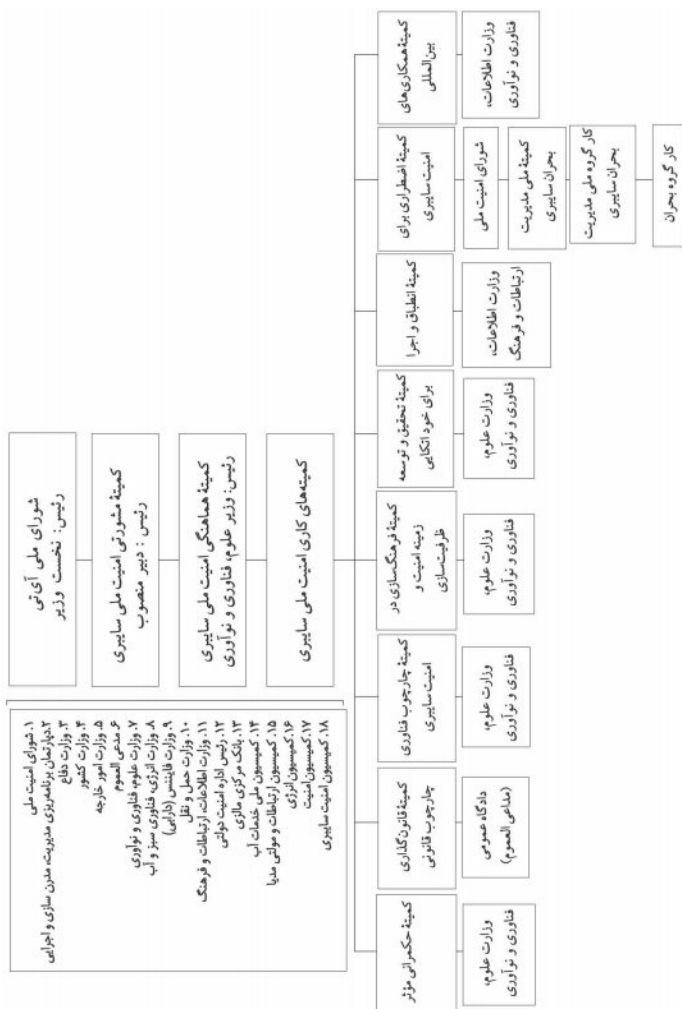 شورای ملی آی‌تی
رئیس: نخست وزیر
کمیتهٔ مشورتی امنیت ملی سایبری
رئیس : دبیر منصوب
کمیتهٔ هماهنگی امنیت ملی سایبری
رئیس: وزیر علوم، فناوری و نوآوری
کمیته‌های کاری امنیت ملی سایبری
۱. شورای امنیت ملی
۲.دپارتمان برنامه‌ریزی مدیریت، مدرن سازی و اجرایی
۳. وزارت دفاع
۴. وزارت کشور
۵. وزارت امور خارجه
۶. مدعی العموم
۷. وزارت علوم، فناوری و نوآوری
۸. وزارت انرژی، فناوری سبز و آب
۹. وزارت فایننس (دارایی)
۱۰. وزارت حمل و نقل
۱۱. وزارت اطلاعات، ارتباطات و فرهنگ
۱۲. رئیس اداره امنیت دولتی
۱۳. بانک مرکزی مالزی
۱۴. کمیسیون ملی خدمات آب
۱۵. کمیسیون ارتباطات و مولتی مدیا
۱۶. کمیسیون انرژی
۱۷. کمیسیون امنیت
۱۸. کمیسیون امنیت سایبری
کمیتهٔ همکاری‌های
بین‌المللی
وزارت اطلاعات،
فناوری و نوآوری
کمیتهٔ اضطراری برای
امنیت سایبری
شورای امنیت ملی
کمیتهٔ ملی مدیریت
بحران سایبری
کار گروه ملی مدیریت
بحران سایبری
کار گروه بحران
کمیتهٔ انطباق و اجرا
وزارت اطلاعات،
ارتباطات و فرهنگ
کمیتهٔ تحقیق و توسعه
برای خود اتکایی
وزارت علوم،
فناوری و نوآوری
کمیتهٔ فرهنگ‌سازی در
زمینه امنیت و
ظرفیت‌سازی
وزارت علوم،
فناوری و نوآوری
کمیتهٔ چارچوب فناوری
امنیت سایبری
وزارت علوم،
فناوری و نوآوری
کمیتهٔ قانون‌گذاری
چارچوب قانونی
دادگاه عمومی
(مداعی العموم)
کمیتهٔ حکمرانی مؤثر
وزارت علوم،
فناوری و نوآوری